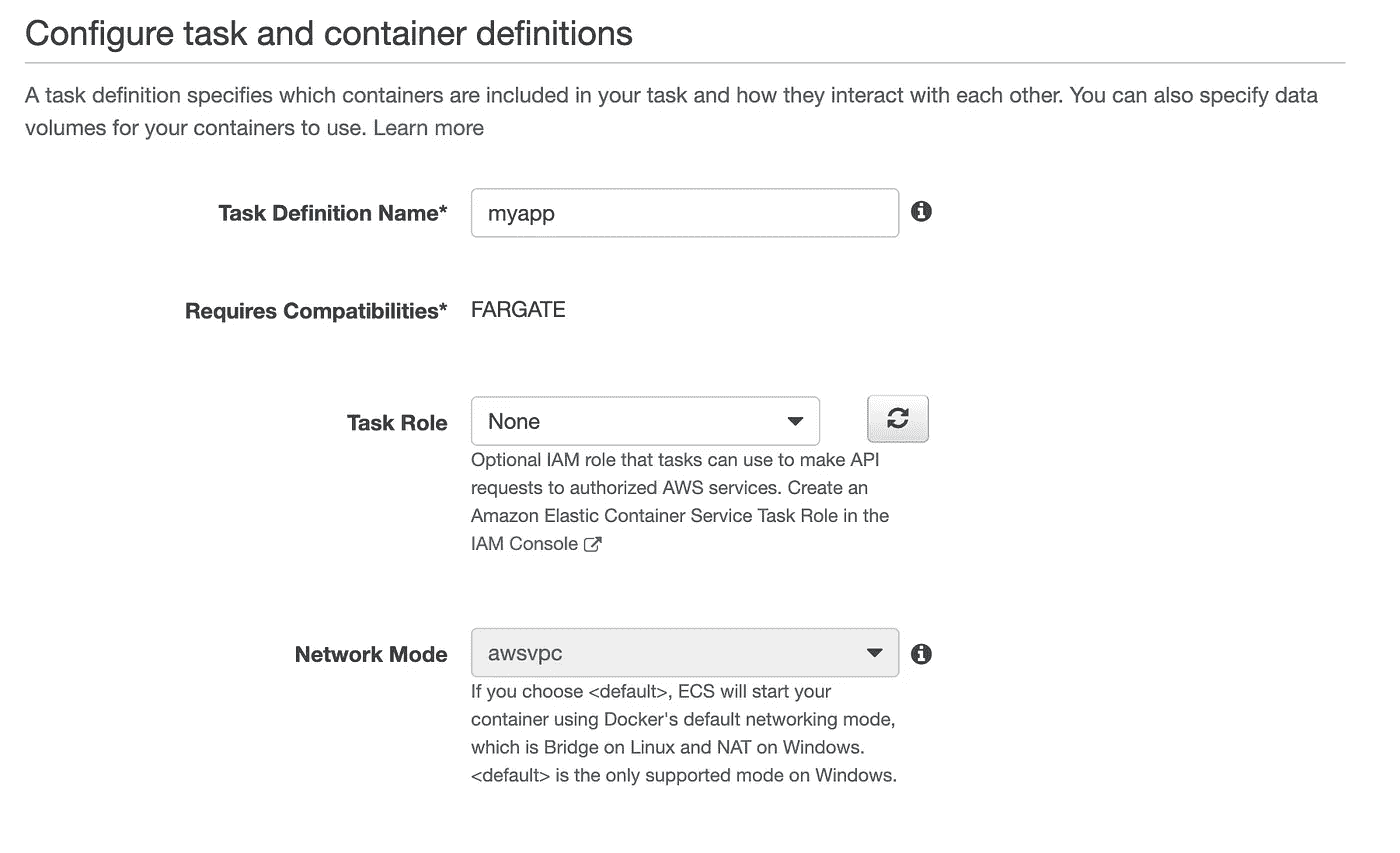 Configure task and container definitions
A task definition specifies which containers are included in your task and how they interact with each other. You can also specify data
volumes for your containers to use. Learn more
Task Definition Name* myapp
Requires Compatibilities* FARGATE
Task Role None
Optional IAM role that tasks can use to make API
requests to authorized AWS services. Create an
Amazon Elastic Container Service Task Role in the
IAM Console
Network Mode awsvpc
If you choose <default>, ECS will start your
container using Docker's default networking mode,
which is Bridge on Linux and NAT on Windows.
<default> is the only supported mode on Windows.